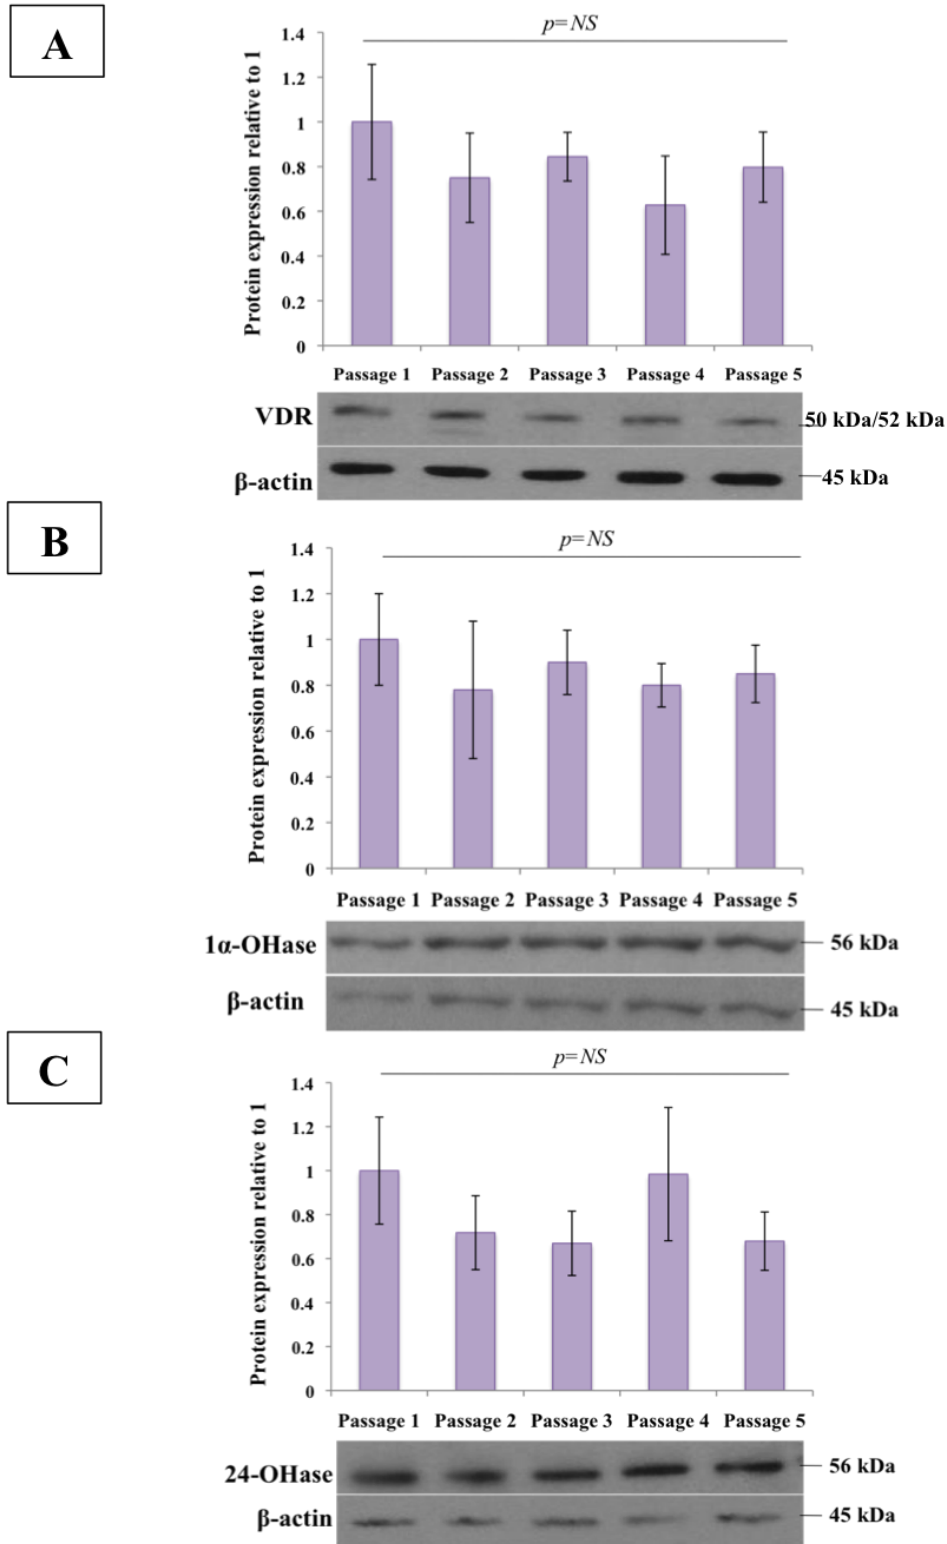 A
p=NS
Protein expression relative to 1
1.4
1.2
1
0.8
0.6
0.4
0.2
0
Passage 1 Passage 2 Passage 3 Passage 4 Passage 5
VDR
50 kDa/52 kDa
β-actin
45 kDa
B
p=NS
Protein expression relative to 1
1.4
1.2
1
0.8
0.6
0.4
0.2
0
Passage 1 Passage 2 Passage 3 Passage 4 Passage 5
1α-OHase
56 kDa
β-actin
45 kDa
C
p=NS
Protein expression relative to 1
1.4
1.2
1
0.8
0.6
0.4
0.2
0
Passage 1 Passage 2 Passage 3 Passage 4 Passage 5
24-OHase
56 kDa
β-actin
45 kDa